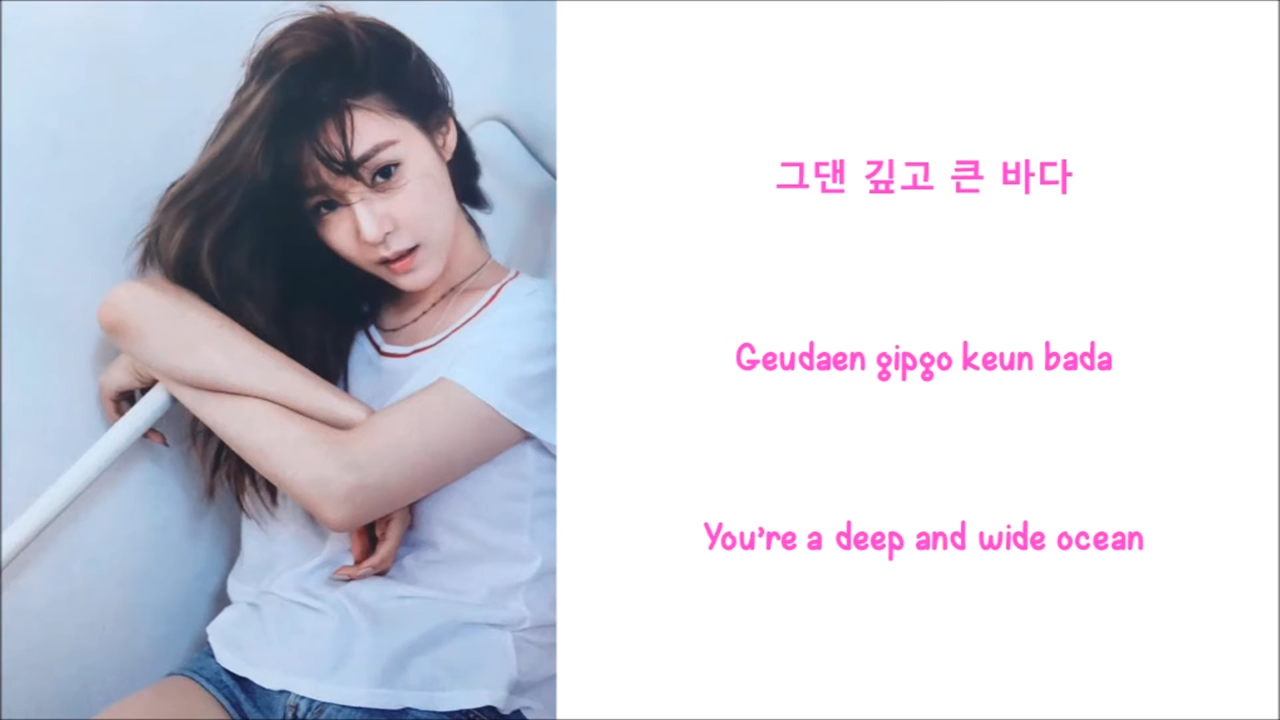 그댄 깊고 큰 바다
Geudaen gipgo keun bada
You're a deep and wide ocean